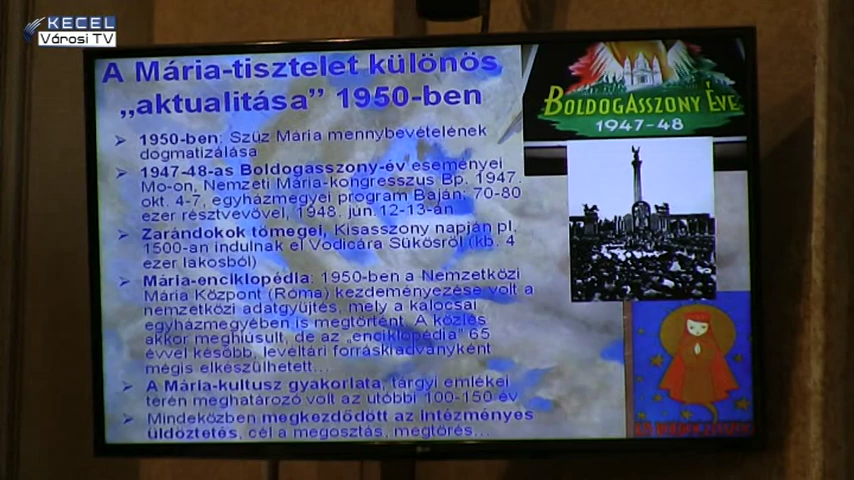 KECEL
Városi TV
A Mária-tisztelet különös
„aktualitása” 1950-ben
BOLDOGASSZONY ÉVE
1947-48
➢ 1950-ben: Szűz Mária mennybevételének
dogmatizálása
➢ 1947-48-as Boldogasszony-év eseményei
Mo-on, Nemzeti Mária-kongresszus Bp. 1947.
okt. 4-7, egyházmegyei program Baján; 70-80
ezer résztvevővel, 1948. jún. 12-13-án
➢ Zarándokok tömegei, Kisasszony napján pl.
1500-an indulnak el Vodicára Sükösről (kb. 4
ezer lakosból)
➢ Mária-enciklopédia: 1950-ben a Nemzetközi
Mária Központ (Róma) kezdeményezése volt a
nemzetközi adatgyűjtés, mely a kalocsai
egyházmegyében is megtörtént. A közlés
akkor meghiúsult, de az „enciklopédia” 65
évvel később, levéltári forráskiadványként
mégis elkészülhetett…
➢ A Mária-kultusz gyakorlata, tárgyi emlékei
terén meghatározó volt az utóbbi 100-150 év
➢ Mindeközben megkezdődött az intézményes
üldöztetés, cél a megosztás, megtörés…
LG